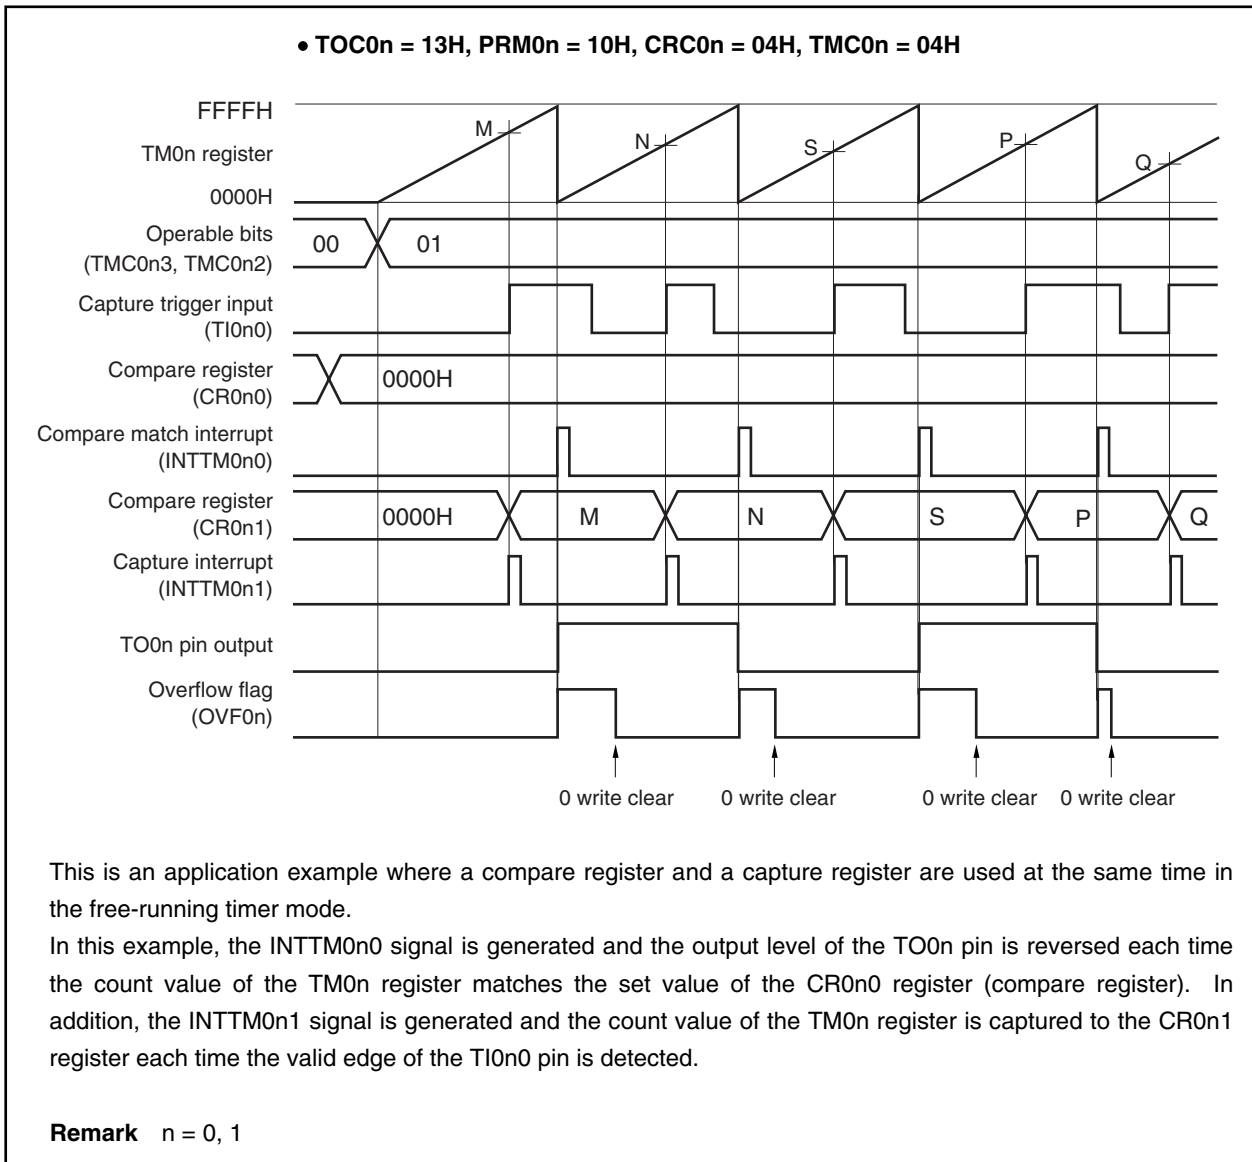 • TOC0n = 13H, PRM0n = 10H, CRC0n = 04H, TMC0n = 04H
FFFFH
TM0n register
0000H
M
N
S
P
Q
Operable bits
(TMC0n3, TMC0n2)
00
01
Capture trigger input
(TI0n0)
Compare register
(CR0n0)
0000H
Compare match interrupt
(INTTM0n0)
Compare register
(CR0n1)
0000H
M
N
S
P
Q
Capture interrupt
(INTTM0n1)
TO0n pin output
Overflow flag
(OVF0n)
0 write clear
0 write clear
0 write clear
0 write clear
This is an application example where a compare register and a capture register are used at the same time in
the free-running timer mode.
In this example, the INTTM0n0 signal is generated and the output level of the TO0n pin is reversed each time
the count value of the TM0n register matches the set value of the CR0n0 register (compare register). In
addition, the INTTM0n1 signal is generated and the count value of the TM0n register is captured to the CR0n1
register each time the valid edge of the TI0n0 pin is detected.
Remark n = 0, 1